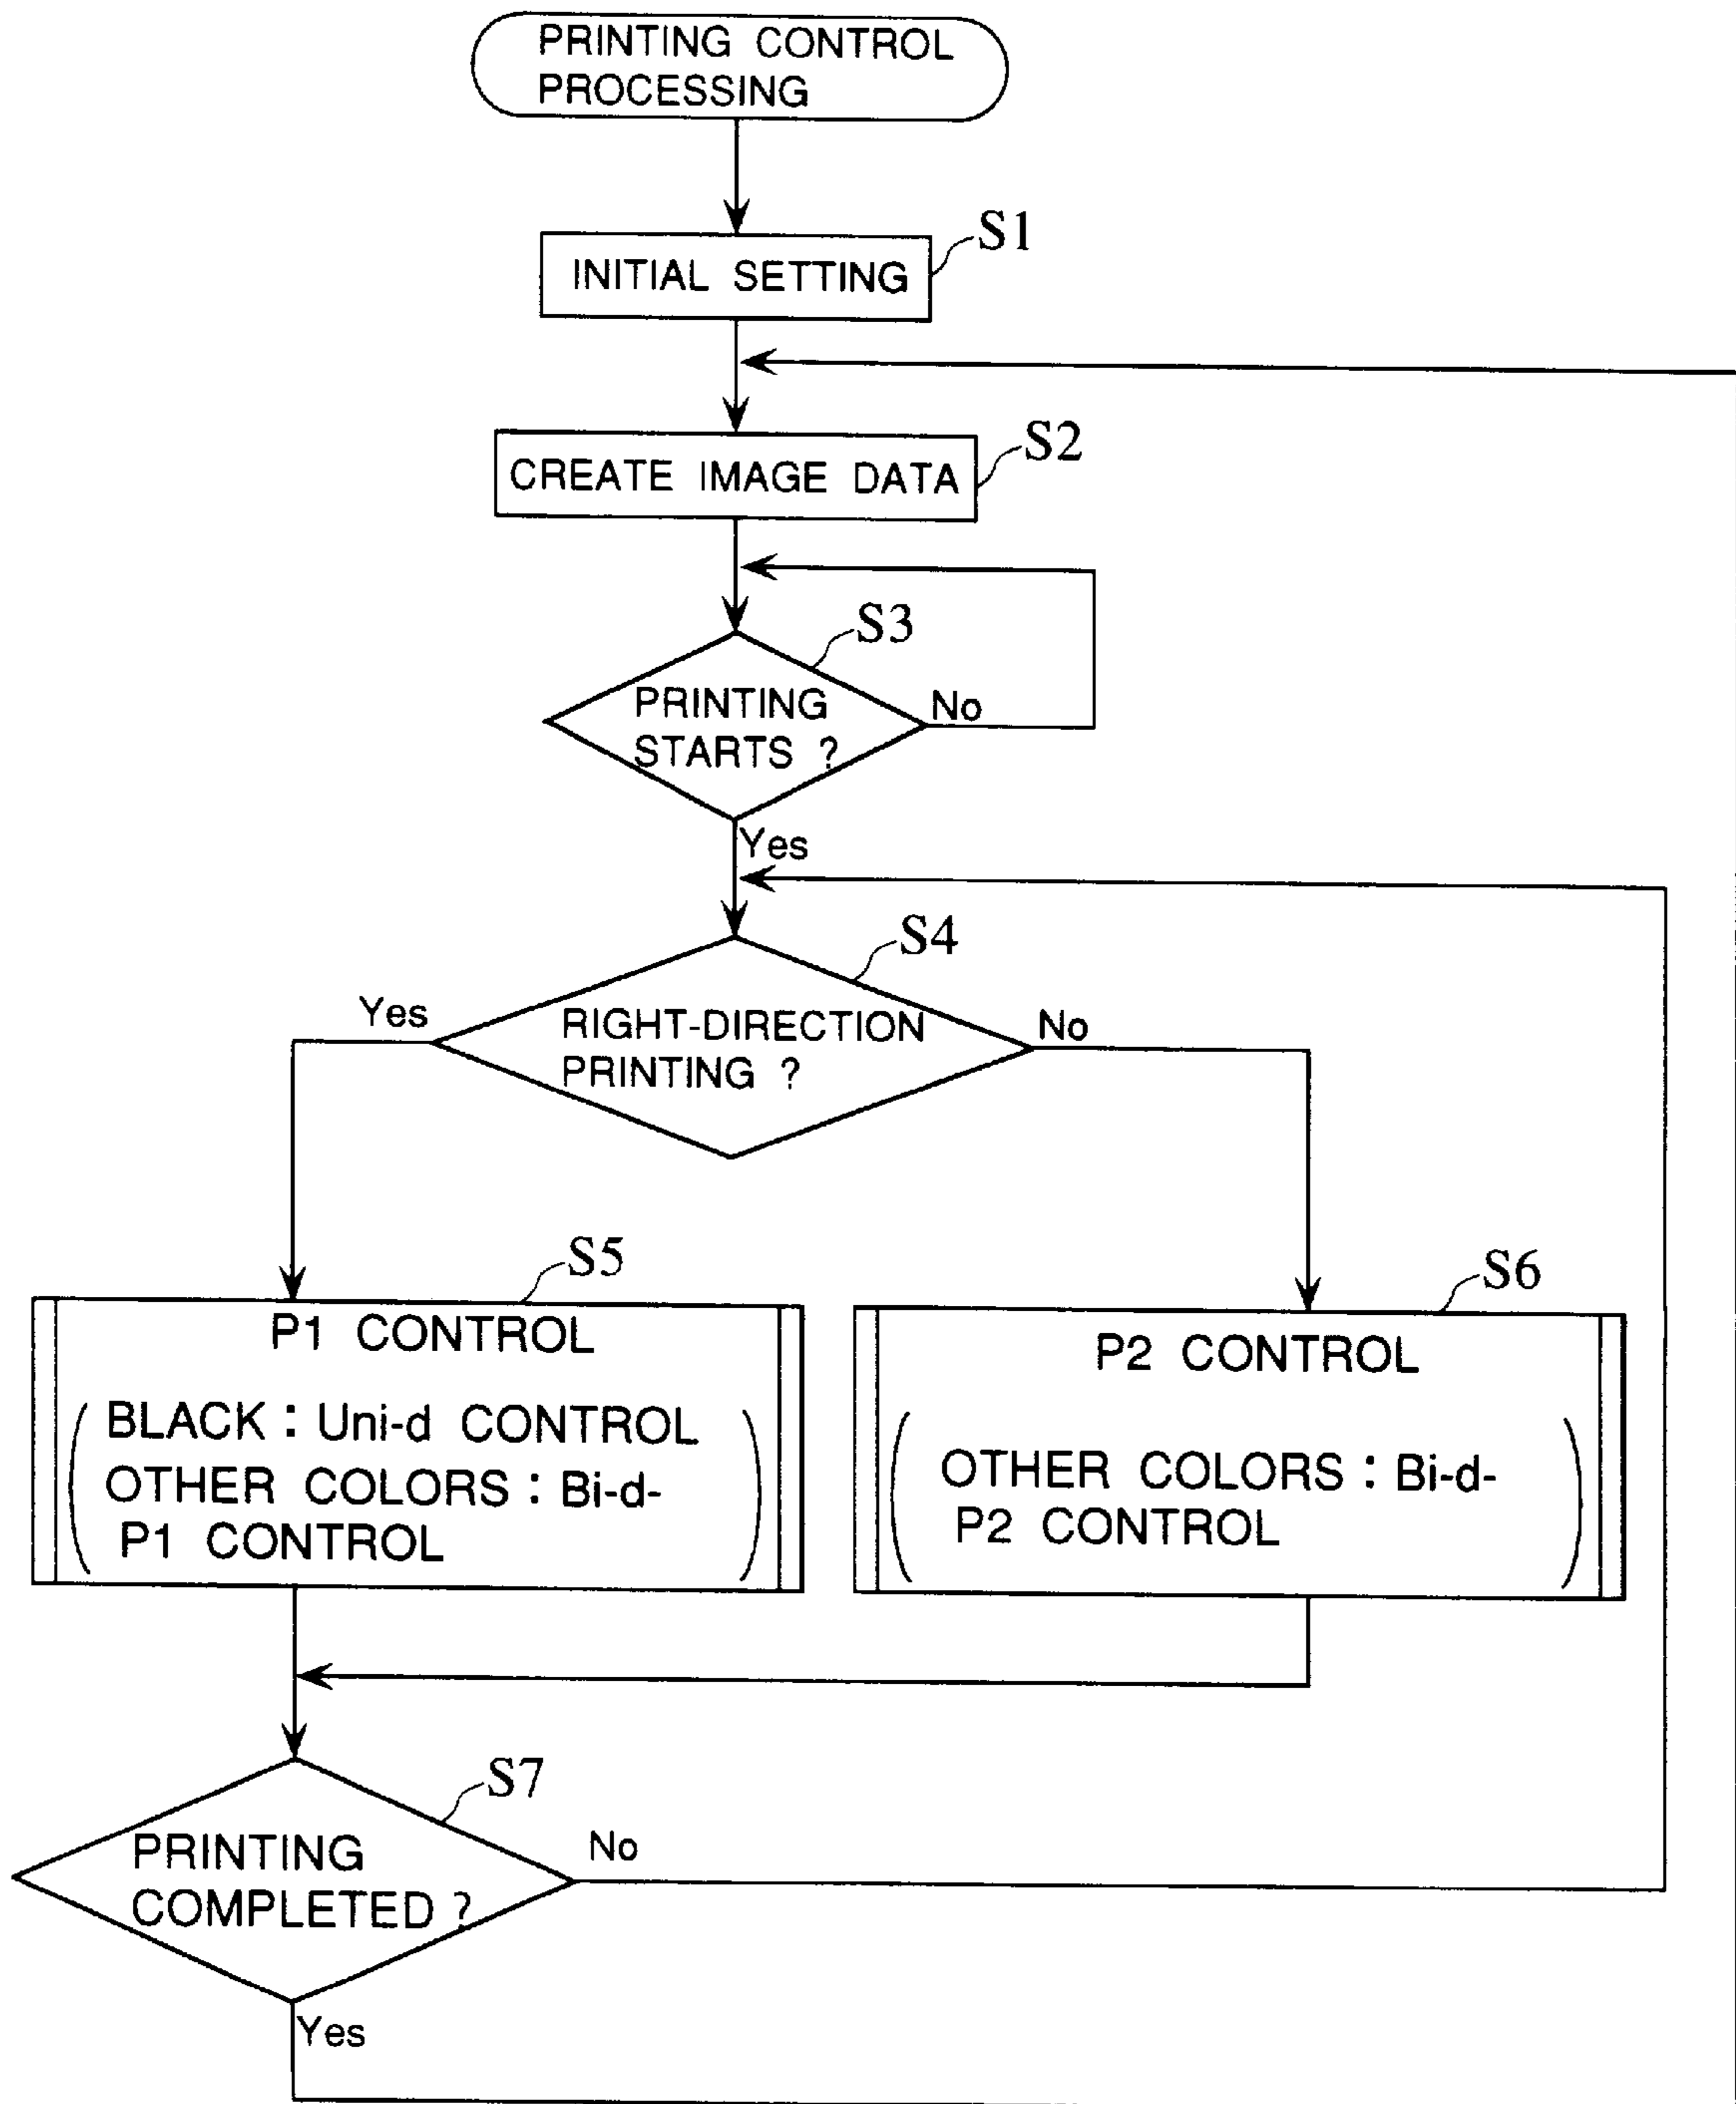 PRINTING CONTROL
PROCESSING
S1
INITIAL SETTING
S2
CREATE IMAGE DATA
S3
PRINTING
STARTS ?
No
Yes
S4
Yes
RIGHT-DIRECTION
PRINTING ?
No
S5
P1 CONTROL
BLACK : Uni-d CONTROL
OTHER COLORS : Bi-d-
P1 CONTROL
S6
P2 CONTROL
OTHER COLORS : Bi-d-
P2 CONTROL
S7
PRINTING
COMPLETED ?
No
Yes